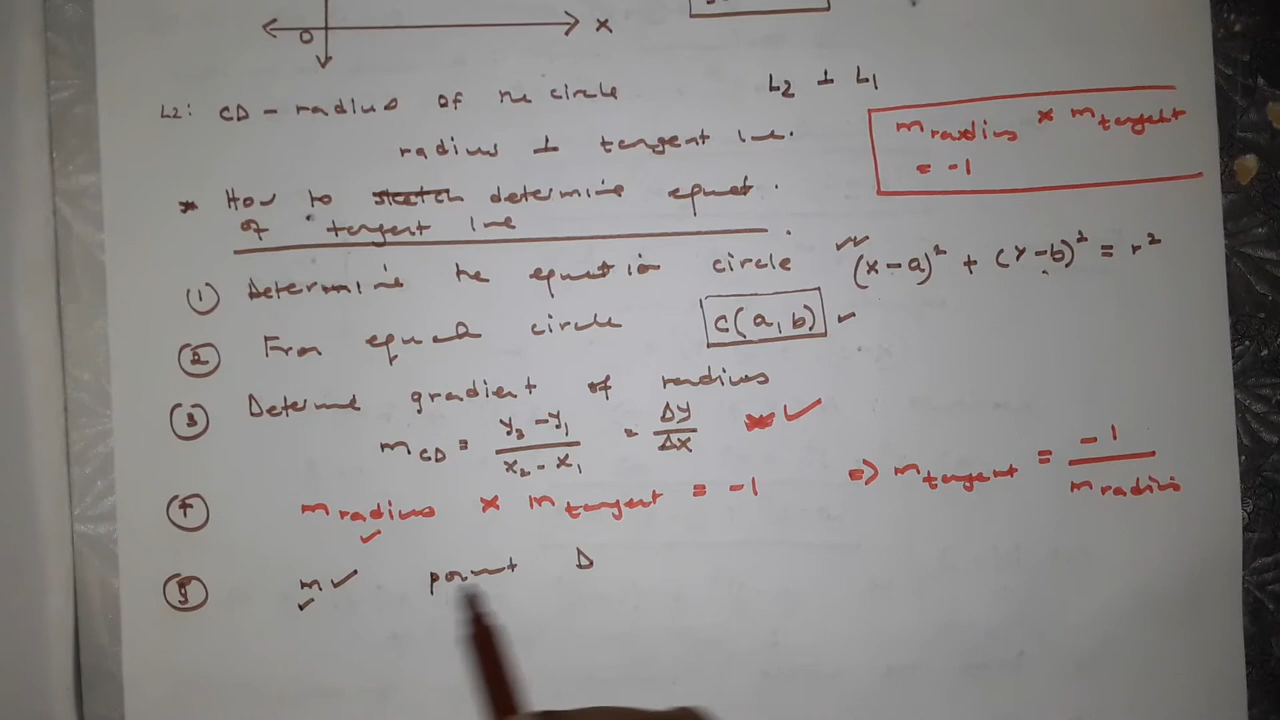 0 x
L2: CD - radius of the circle L2 ⊥ L1
radius ⊥ tangent line.
m radius × m tangent
= -1
* How to sketch determine equat.
of tangent line
① Determine the equation circle (x-a)² + (y-b)² = r²
② From equat circle C(a,b)
③ Determine gradient of radius
m CD = y2 - y1 / x2 - x1 = Δy / Δx
④ m radius × m tangent = -1 ⇒ m tangent = -1 / m radius
⑤ m point D